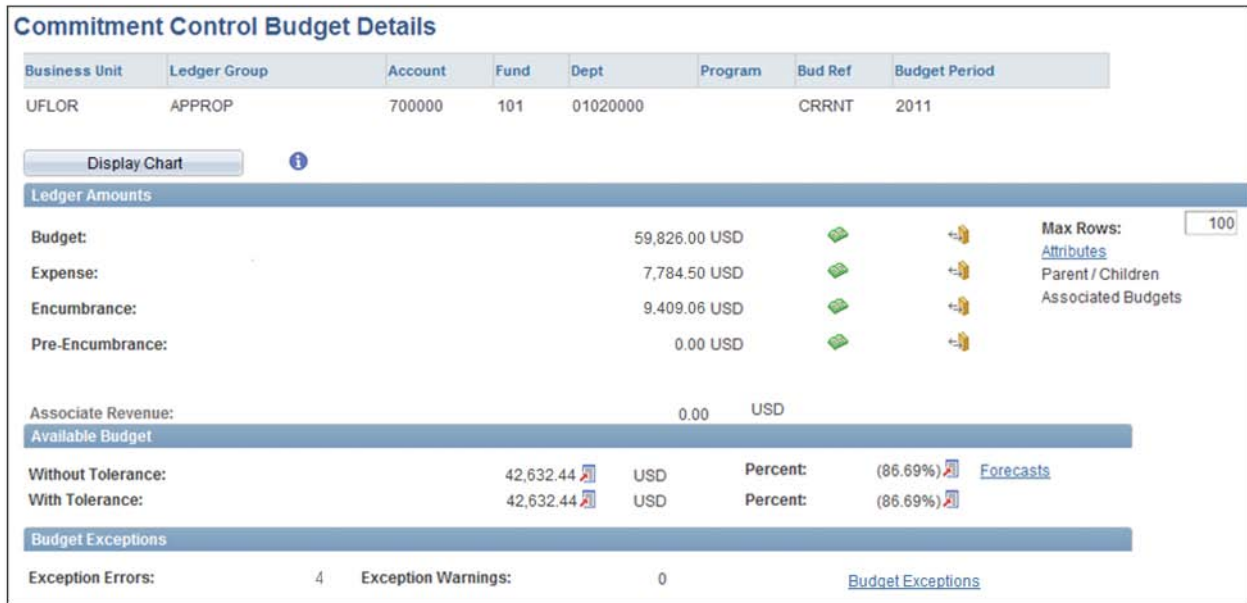 Commitment Control Budget Details
Business Unit Ledger Group Account Fund Dept Program Bud Ref Budget Period
UFLOR APPROP 700000 101 01020000 CRRNT 2011
Display Chart i
Ledger Amounts
Budget: 59,826.00 USD Max Rows: 100
Attributes
Expense: 7,784.50 USD Parent / Children
Associated Budgets
Encumbrance: 9.409.06 USD
Pre-Encumbrance: 0.00 USD
Associate Revenue: 0.00 USD
Available Budget
Without Tolerance: 42,632.44 USD Percent: (86.69%) Forecasts
With Tolerance: 42,632.44 USD Percent: (86.69%)
Budget Exceptions
Exception Errors: 4 Exception Warnings: 0 Budget Exceptions